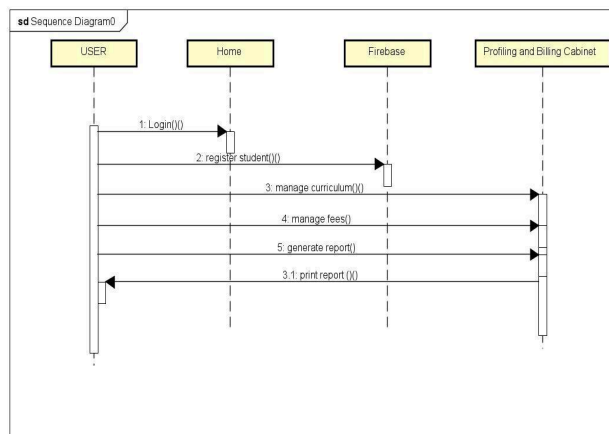 sd Sequence Diagram0
USER
Home
Firebase
Profiling and Billing Cabinet
1: Login()()
2: register student()()
3: manage curriculum()()
4: manage fees()
5: generate report()
3.1: print report ()()